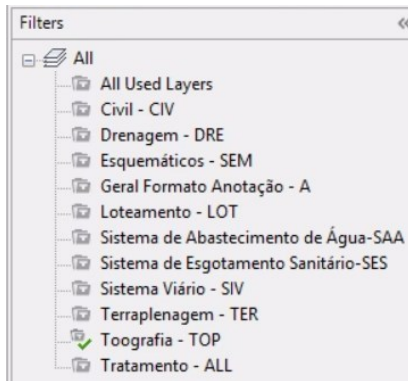 Filters
All
All Used Layers
Civil - CIV
Drenagem - DRE
Esquemáticos - SEM
Geral Formato Anotação - A
Loteamento - LOT
Sistema de Abastecimento de Água-SAA
Sistema de Esgotamento Sanitário-SES
Sistema Viário - SIV
Terraplenagem - TER
Toografia - TOP
Tratamento - ALL